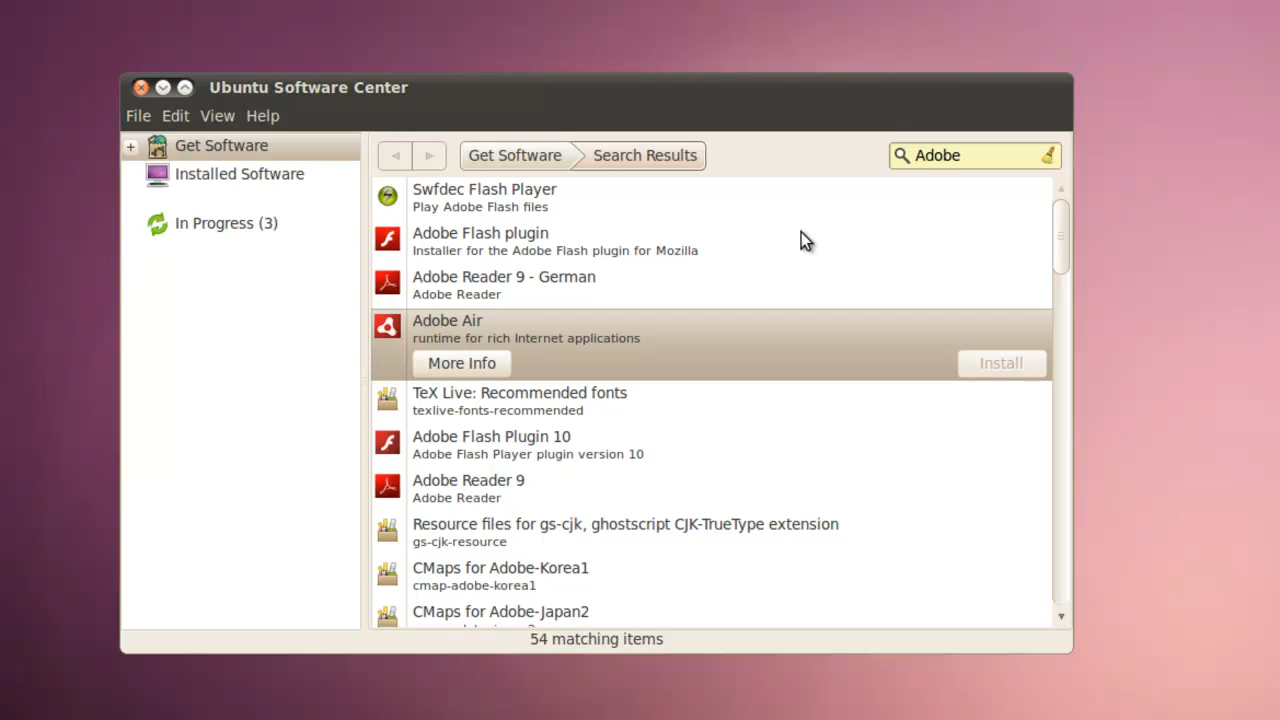 Ubuntu Software Center
File Edit View Help
Get Software
Installed Software
In Progress (3)
Get Software Search Results
Adobe
Swfdec Flash Player
Play Adobe Flash files
Adobe Flash plugin
Installer for the Adobe Flash plugin for Mozilla
Adobe Reader 9 - German
Adobe Reader
Adobe Air
runtime for rich Internet applications
More Info Install
TeX Live: Recommended fonts
texlive-fonts-recommended
Adobe Flash Plugin 10
Adobe Flash Player plugin version 10
Adobe Reader 9
Adobe Reader
Resource files for gs-cjk, ghostscript CJK-TrueType extension
gs-cjk-resource
CMaps for Adobe-Korea1
cmap-adobe-korea1
CMaps for Adobe-Japan2
54 matching items